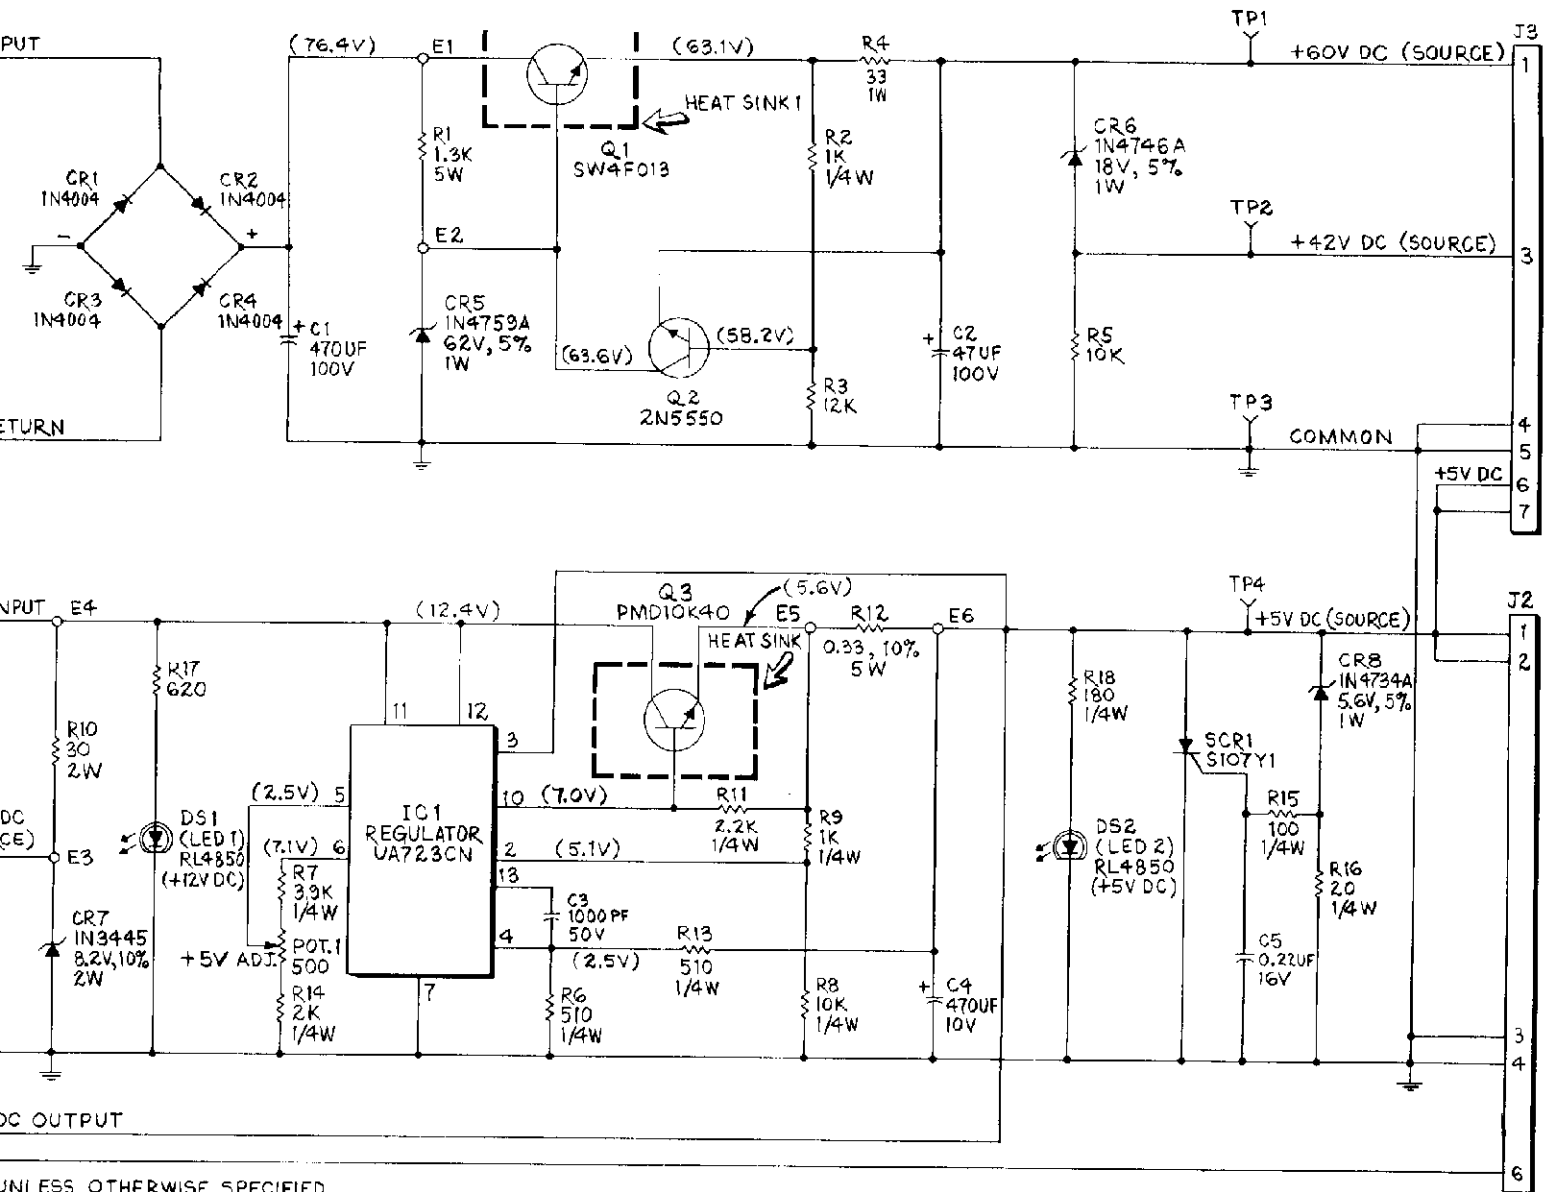 PUT
(76.4V)
E1
(63.1V)
R4
33
1W
TP1
J3
+60V DC (SOURCE)
1
HEAT SINK 1
Q1
SW4F013
R1
1.3K
5W
R2
1K
1/4W
CR6
1N4746A
18V, 5%
1W
CR1
1N4004
CR2
1N4004
TP2
+42V DC (SOURCE)
3
E2
-
+
CR3
1N4004
CR4
1N4004
+
C1
470UF
100V
CR5
1N4759A
62V, 5%
1W
(63.6V)
(58.2V)
Q2
2N5550
R3
12K
+
C2
47UF
100V
R5
10K
TP3
COMMON
4
5
+5V DC
6
7
ETURN
NPUT
E4
(12.4V)
Q3
PMD10K40
(5.6V)
E5
HEAT SINK
R12
0.33, 10%
5W
E6
TP4
+5V DC (SOURCE)
J2
1
2
R17
620
R10
30
2W
11
12
3
R18
180
1/4W
CR8
1N4734A
5.6V, 5%
1W
SCR1
S107Y1
(2.5V)
5
IC1
REGULATOR
UA723CN
10
(7.0V)
R11
2.2K
1/4W
R9
1K
1/4W
R15
100
1/4W
DC
CE)
E3
DS1
(LED 1)
RL4850
(+12V DC)
(7.1V)
6
2
(5.1V)
13
DS2
(LED 2)
RL4850
(+5V DC)
R16
20
1/4W
R7
3.9K
1/4W
C3
1000PF
50V
CR7
1N3445
8.2V, 10%
2W
+5V ADJ.
POT.1
500
4
(2.5V)
R13
510
1/4W
C5
0.22UF
16V
7
R14
2K
1/4W
R6
510
1/4W
R8
10K
1/4W
+
C4
470UF
10V
3
4
DC OUTPUT
6
UNLESS OTHERWISE SPECIFIED